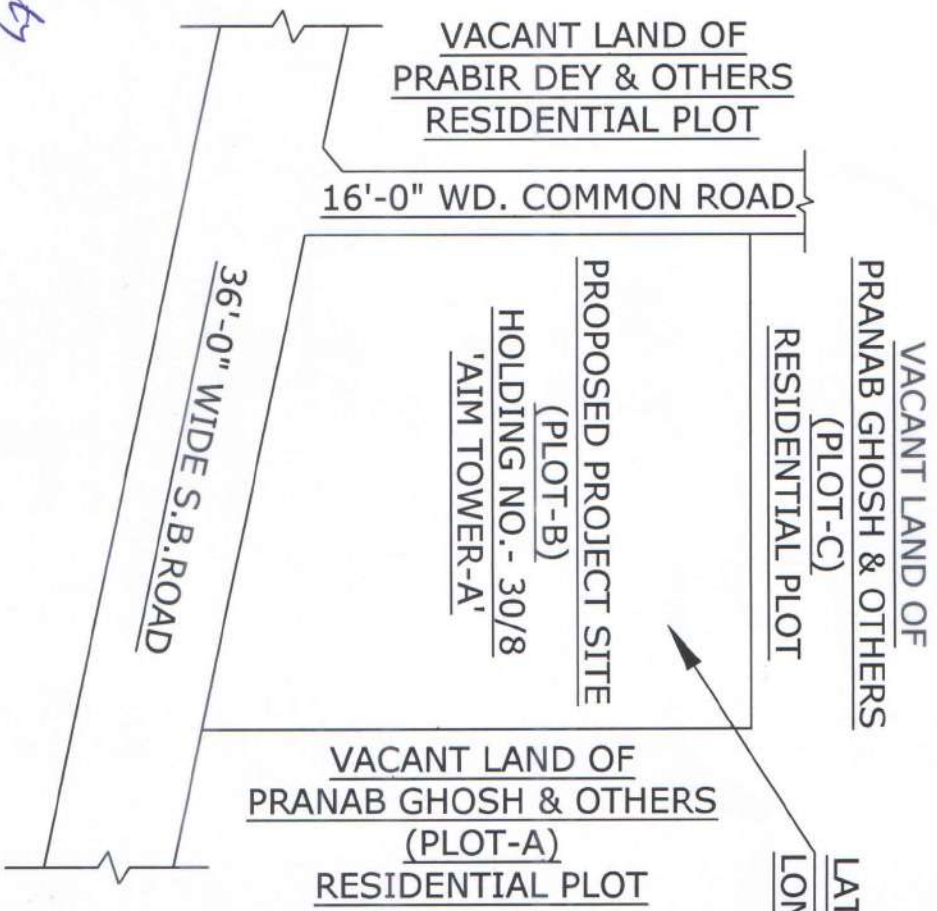 VACANT LAND OF
PRABIR DEY & OTHERS
RESIDENTIAL PLOT
16'-0" WD. COMMON ROAD
VACANT LAND OF
PRANAB GHOSH & OTHERS
(PLOT-C)
RESIDENTIAL PLOT
PROPOSED PROJECT SITE
(PLOT-B)
HOLDING NO.- 30/8
'AIM TOWER-A'
36'-0" WIDE S.B.ROAD
VACANT LAND OF
PRANAB GHOSH & OTHERS
(PLOT-A)
RESIDENTIAL PLOT
LAT
LON